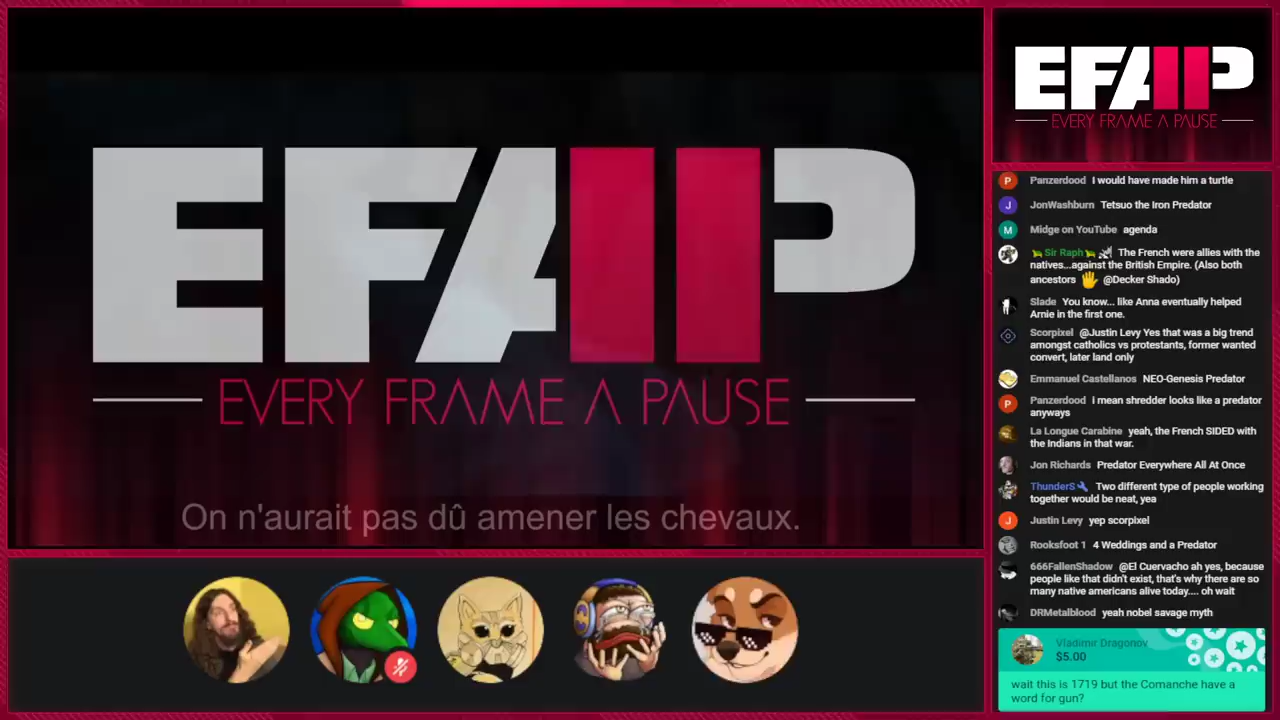 EFAP
EVERY FRAME A PAUSE
On n'aurait pas dû amener les chevaux.
EFAP
EVERY FRAME A PAUSE
P Panzerdood I would have made him a turtle
J JonWashburn Tetsuo the Iron Predator
M Midge on YouTube agenda
Sir Raph The French were allies with the
natives...against the British Empire. (Also both
ancestors @Decker Shado)
Slade You know... like Anna eventually helped
Arnie in the first one.
Scorpixel @Justin Levy Yes that was a big trend
amongst catholics vs protestants, former wanted
convert, later land only
Emmanuel Castellanos NEO-Genesis Predator
P Panzerdood I mean shredder looks like a predator
anyways
La Longue Carabine yeah, the French SIDED with
the Indians in that war.
Jon Richards Predator Everywhere All At Once
ThunderS Two different type of people working
together would be neat, yea
J Justin Levy yep scorpixel
Rooksfoot 1 4 Weddings and a Predator
666FallenShadow @El Cuervacho ah yes, because
people like that didn't exist, that's why there are so
many native americans alive today.... oh wait
DRMetalblood yeah nobel savage myth
Vladimir Dragonov
$5.00
wait this is 1719 but the Comanche have a
word for gun?